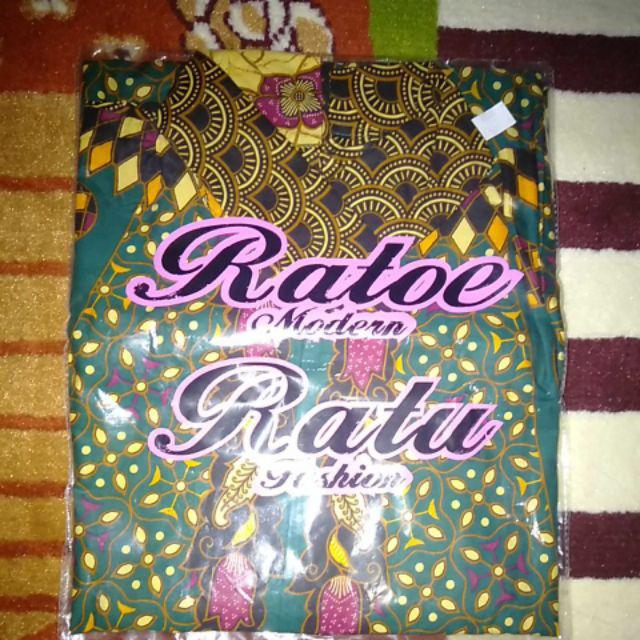 Ratoe
Modern
Ratu
Fashion